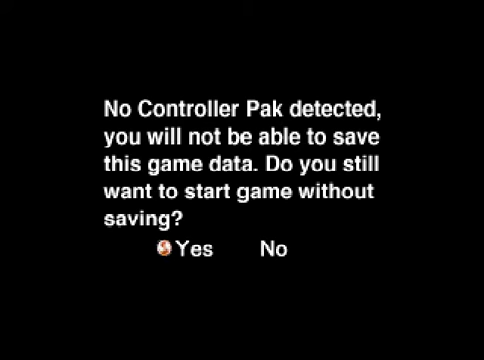 No Controller Pak detected,
you will not be able to save
this game data. Do you still
want to start game without
saving?
Yes No